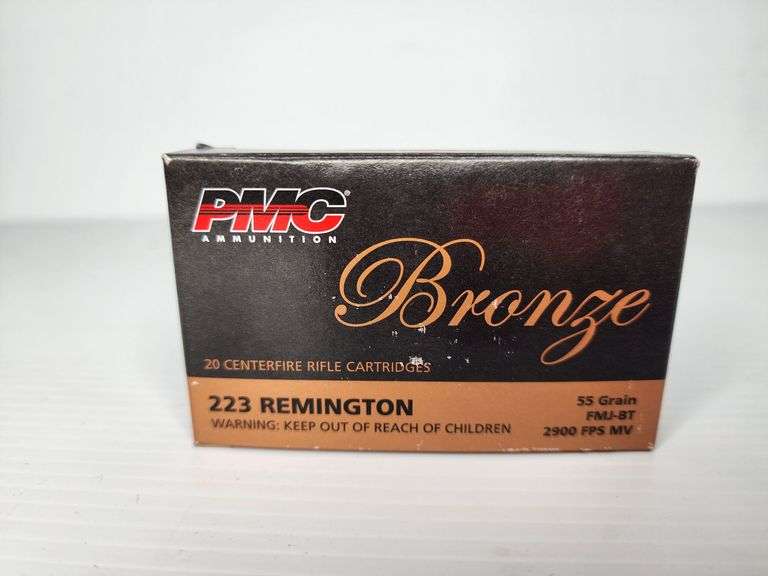 PMC®
AMMUNITION
Bronze
20 CENTERFIRE RIFLE CARTRIDGES
223 REMINGTON
WARNING: KEEP OUT OF REACH OF CHILDREN
55 Grain
FMJ-BT
2900 FPS MV